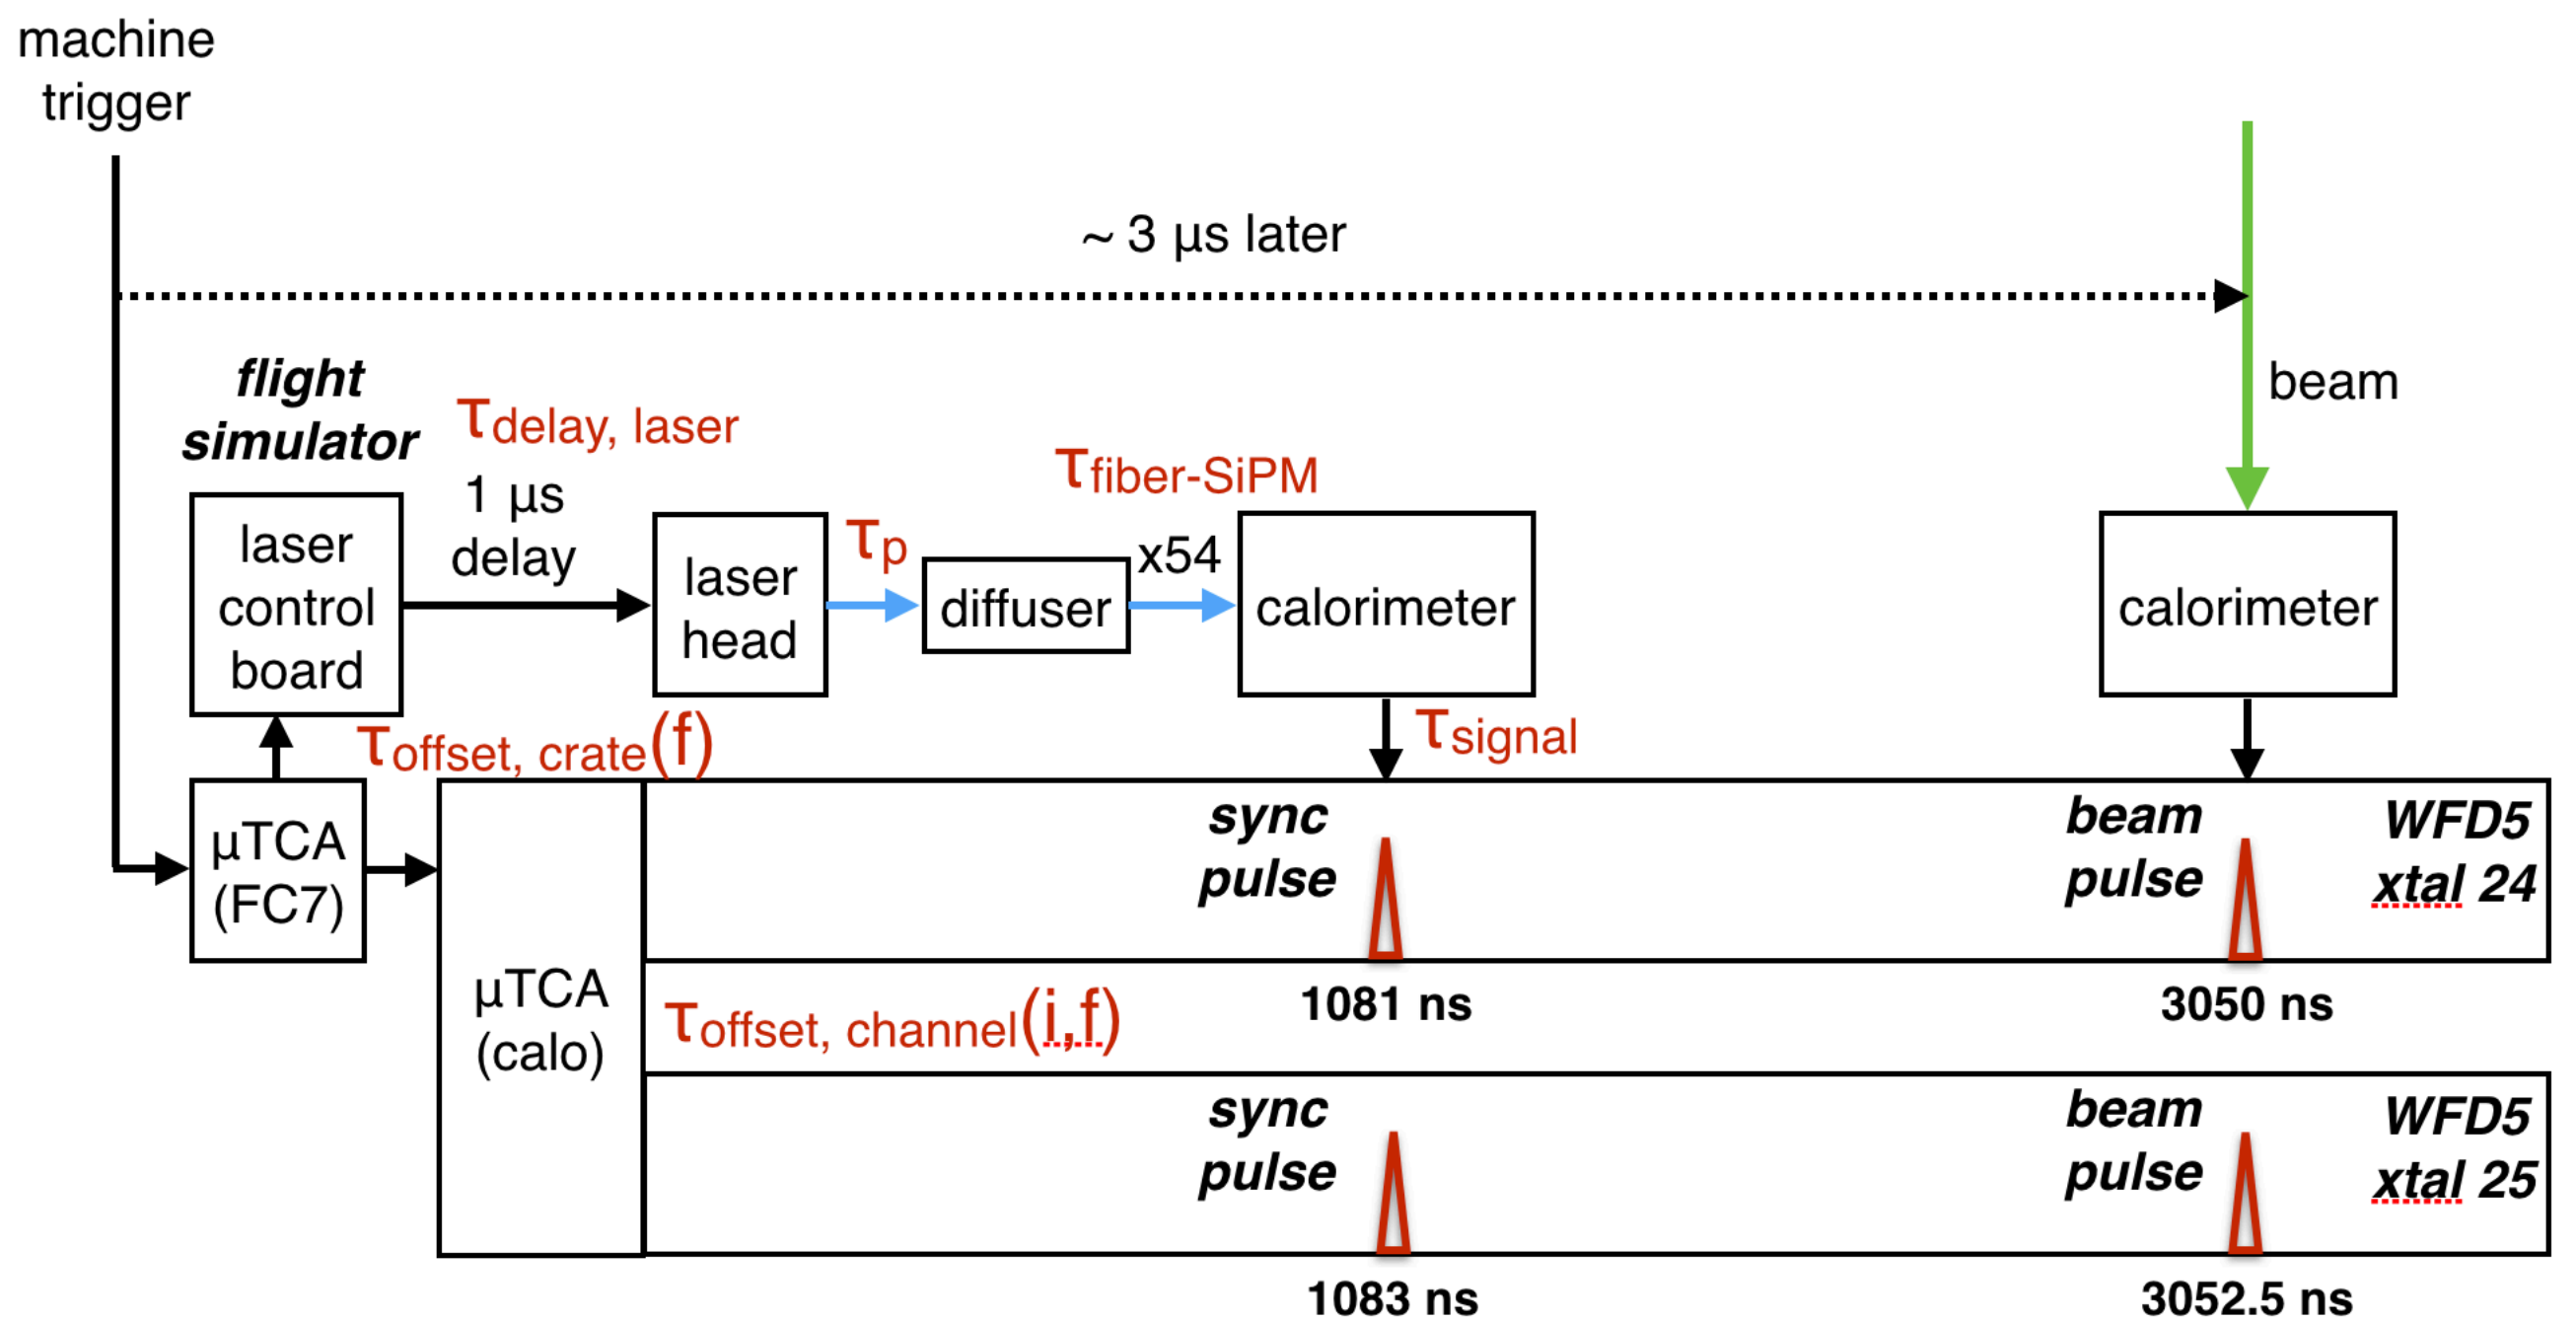 machine
trigger
~ 3 μs later
beam
flight
simulator
τdelay, laser
1 μs
delay
τfiber-SiPM
τp
x54
laser
control
board
laser
head
diffuser
calorimeter
calorimeter
τoffset, crate(f)
τsignal
μTCA
(FC7)
μTCA
(calo)
sync
pulse
beam
pulse
WFD5
xtal 24
1081 ns
3050 ns
τoffset, channel(i,f)
sync
pulse
beam
pulse
WFD5
xtal 25
1083 ns
3052.5 ns